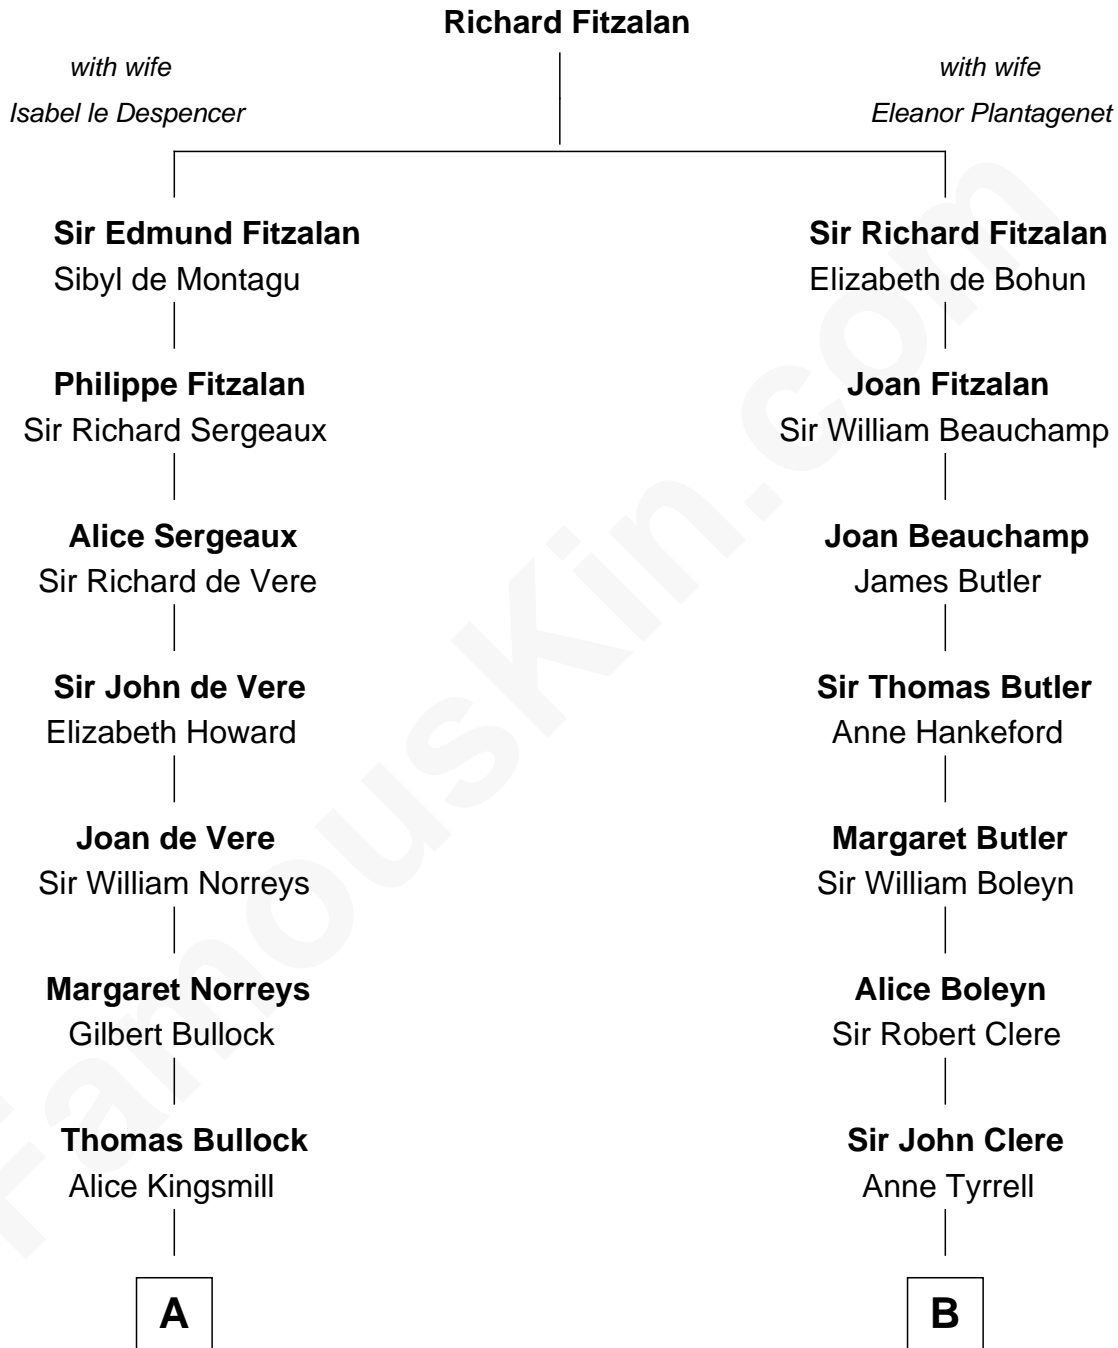 Richard Fitzalan
with wife
Isabel le Despencer
with wife
Eleanor Plantagenet
Sir Edmund Fitzalan
Sibyl de Montagu
Philippe Fitzalan
Sir Richard Sergeaux
Alice Sergeaux
Sir Richard de Vere
Sir John de Vere
Elizabeth Howard
Joan de Vere
Sir William Norreys
Margaret Norreys
Gilbert Bullock
Thomas Bullock
Alice Kingsmill
A
Sir Richard Fitzalan
Elizabeth de Bohun
Joan Fitzalan
Sir William Beauchamp
Joan Beauchamp
James Butler
Sir Thomas Butler
Anne Hankeford
Margaret Butler
Sir William Boleyn
Alice Boleyn
Sir Robert Clere
Sir John Clere
Anne Tyrrell
B
FamousKin.com